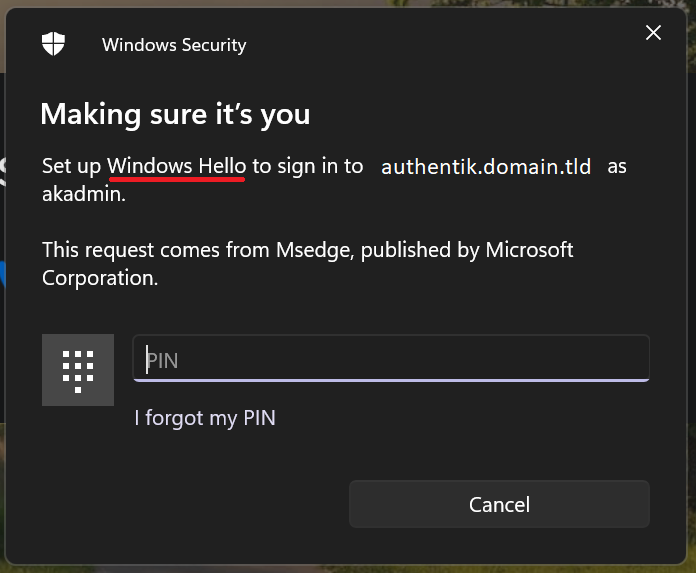 Windows Security
Making sure it's you
Set up Windows Hello to sign in to authentik.domain.tld as
akadmin.
This request comes from Msedge, published by Microsoft
Corporation.
PIN
I forgot my PIN
Cancel